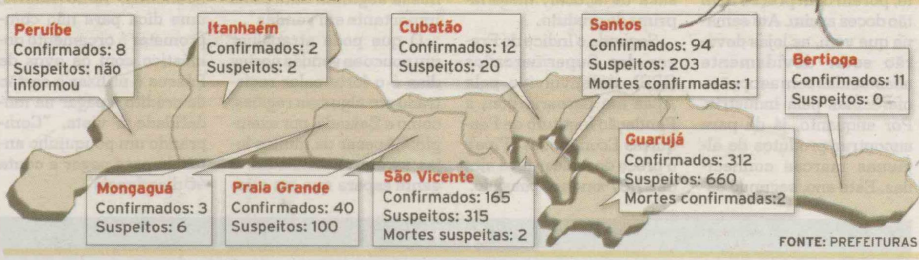 Peruíbe
Confirmados: 8
Suspeitos: não
informou
Itanhaém
Confirmados: 2
Suspeitos: 2
Cubatão
Confirmados: 12
Suspeitos: 20
Santos
Confirmados: 94
Suspeitos: 203
Mortes confirmadas: 1
Bertioga
Confirmados: 11
Suspeitos: 0
Mongaguá
Confirmados: 3
Suspeitos: 6
Praia Grande
Confirmados: 40
Suspeitos: 100
São Vicente
Confirmados: 165
Suspeitos: 315
Mortes suspeitas: 2
Guarujá
Confirmados: 312
Suspeitos: 660
Mortes confirmadas:2
FONTE: PREFEITURAS